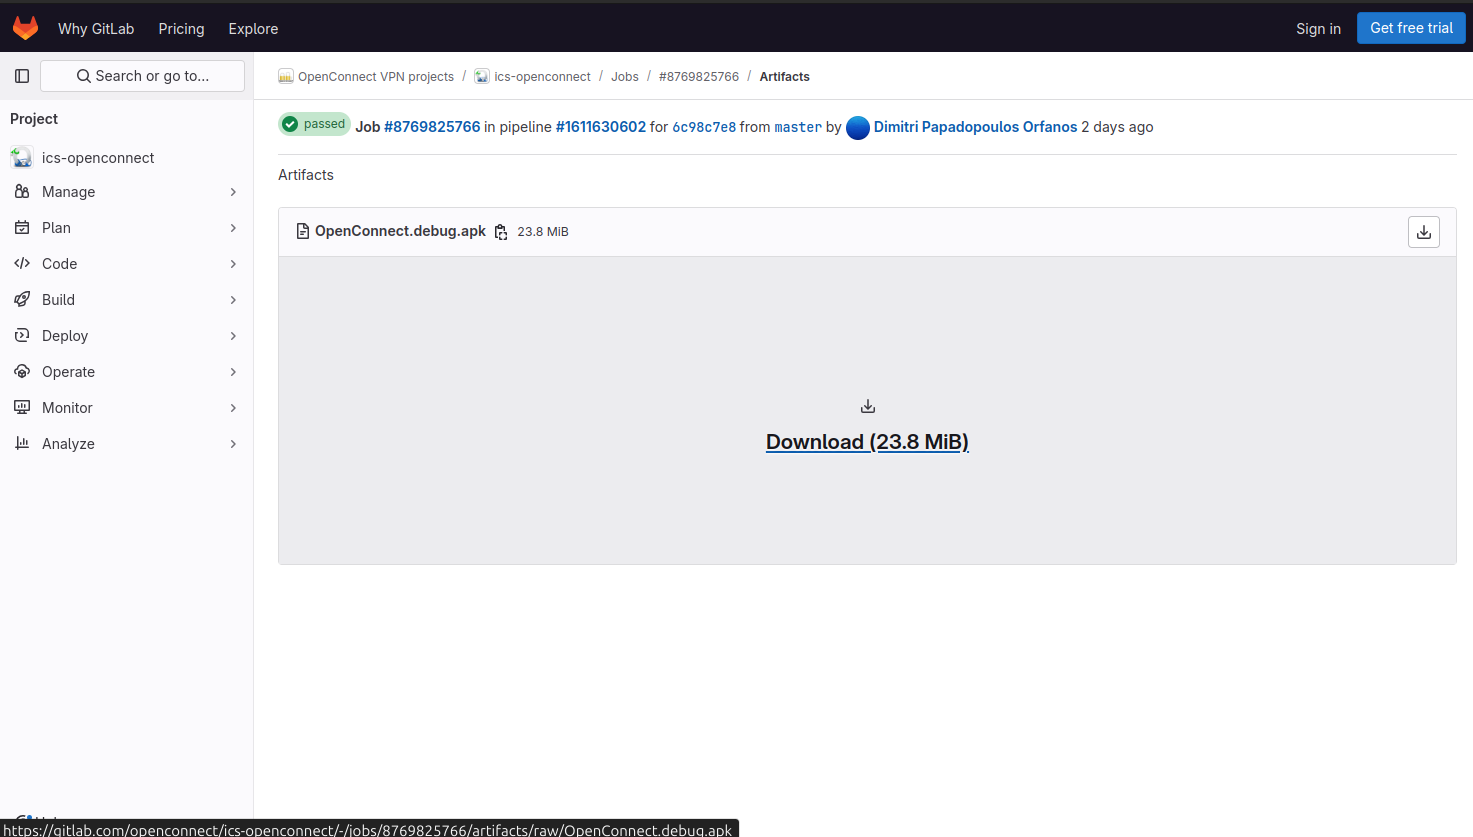 Why GitLab Pricing Explore Sign in Get free trial
Search or go to... OpenConnect VPN projects / ics-openconnect / Jobs / #8769825766 / Artifacts
Project
ics-openconnect
Manage
Plan
Code
Build
Deploy
Operate
Monitor
Analyze
passed Job #8769825766 in pipeline #1611630602 for 6c98c7e8 from master by Dimitri Papadopoulos Orfanos 2 days ago
Artifacts
OpenConnect.debug.apk 23.8 MiB
Download (23.8 MiB)
https://gitlab.com/openconnect/ics-openconnect/-/jobs/8769825766/artifacts/raw/OpenConnect.debug.apk